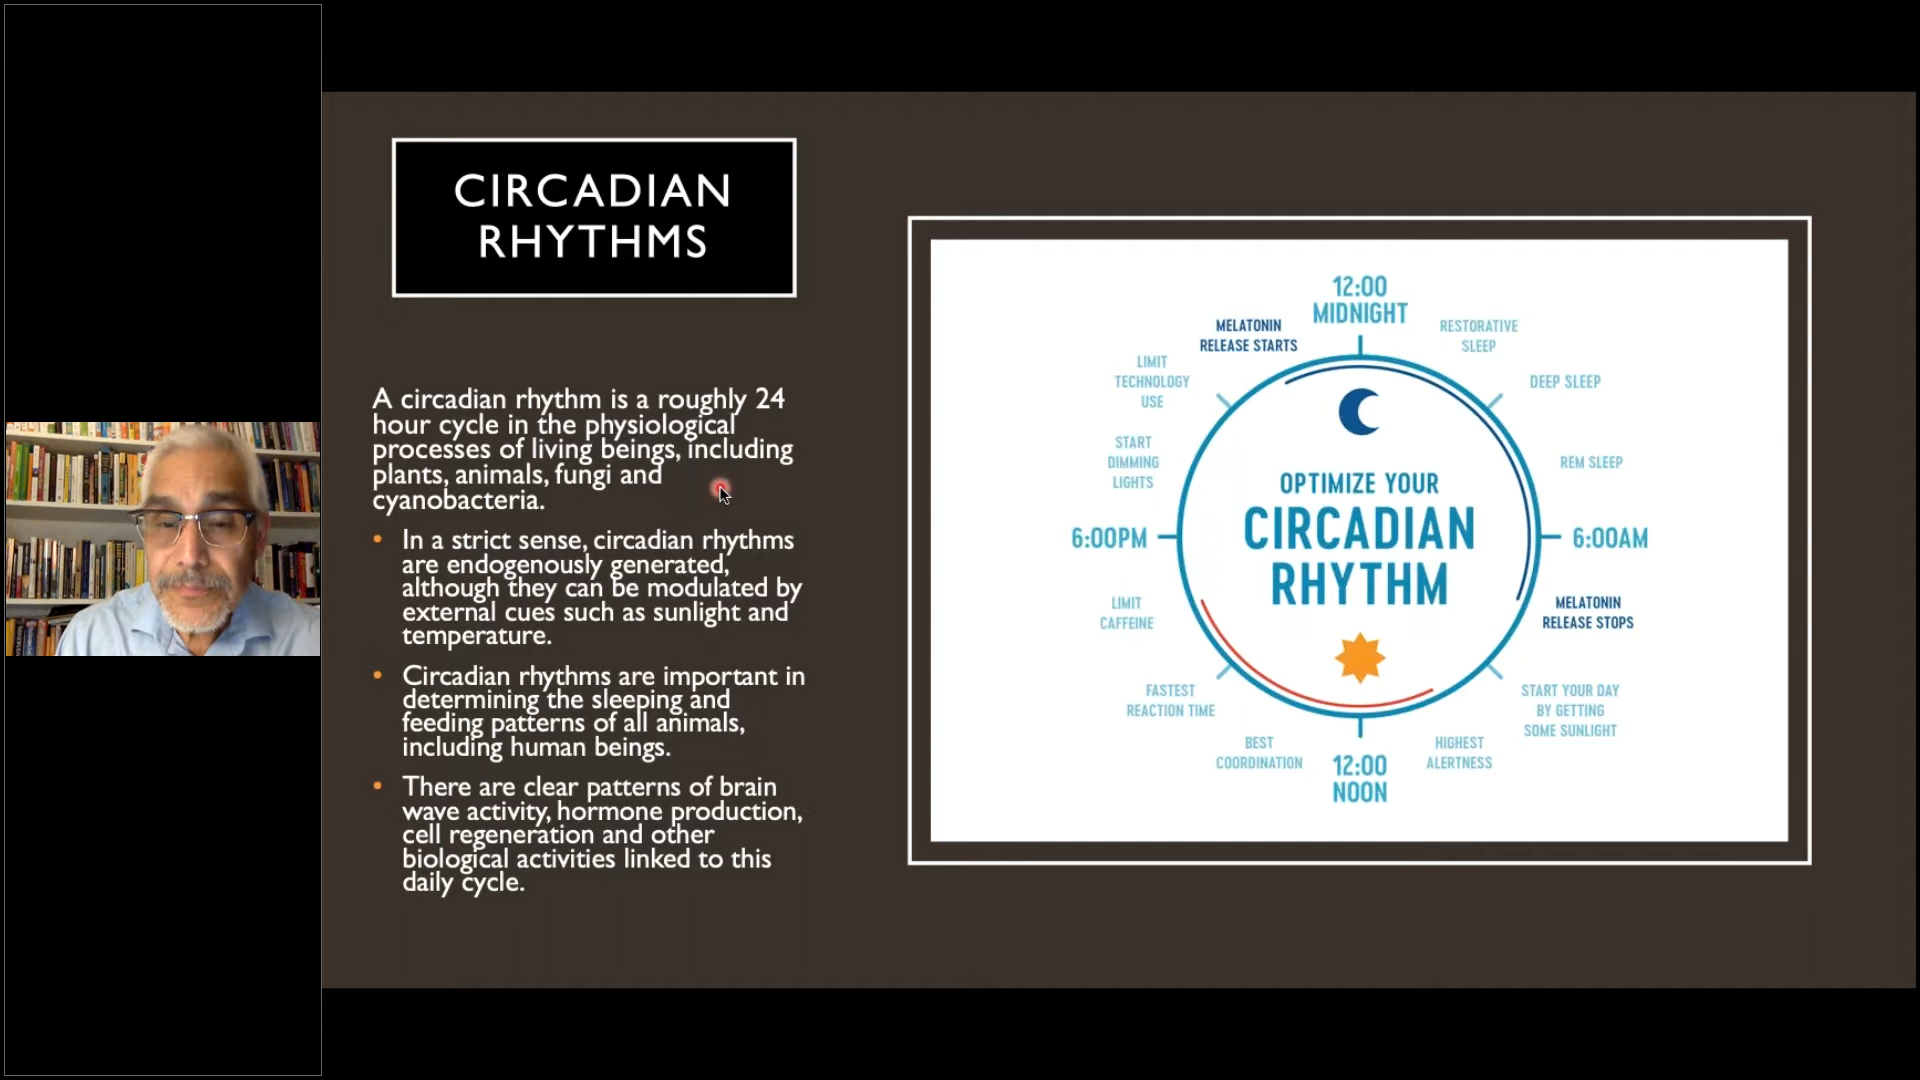 CIRCADIAN
RHYTHMS
A circadian rhythm is a roughly 24
hour cycle in the physiological
processes of living beings, including
plants, animals, fungi and
cyanobacteria.
• In a strict sense, circadian rhythms
are endogenously generated,
although they can be modulated by
external cues such as sunlight and
temperature.
• Circadian rhythms are important in
determining the sleeping and
feeding patterns of all animals,
including human beings.
• There are clear patterns of brain
wave activity, hormone production,
cell regeneration and other
biological activities linked to this
daily cycle.
12:00
MIDNIGHT
RESTORATIVE
SLEEP
DEEP SLEEP
REM SLEEP
6:00AM
MELATONIN
RELEASE STOPS
START YOUR DAY
BY GETTING
SOME SUNLIGHT
HIGHEST
ALERTNESS
12:00
NOON
BEST
COORDINATION
FASTEST
REACTION TIME
LIMIT
CAFFEINE
6:00PM
START
DIMMING
LIGHTS
LIMIT
TECHNOLOGY
USE
MELATONIN
RELEASE STARTS
OPTIMIZE YOUR
CIRCADIAN
RHYTHM